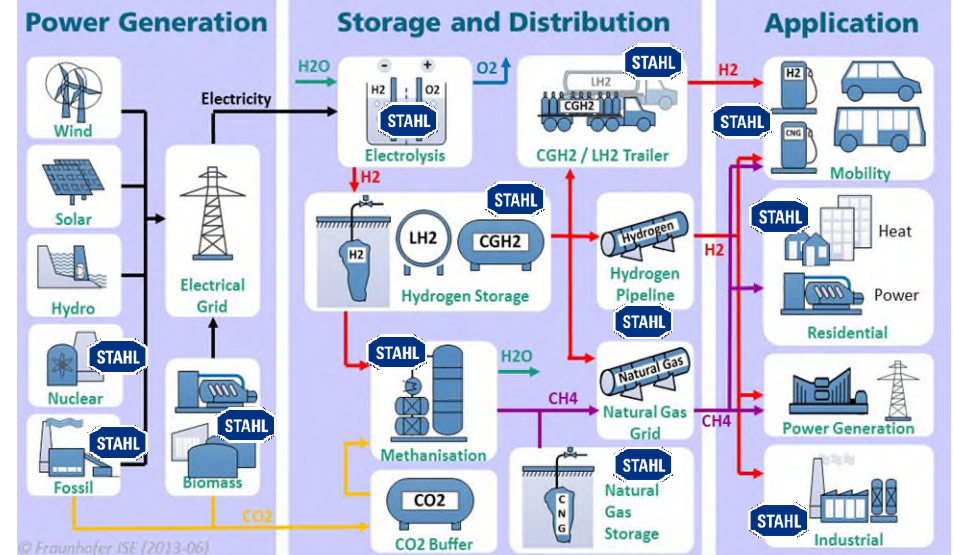 Power Generation
Storage and Distribution
Application
Wind
Solar
Hydro
Nuclear
STAHL
Fossil
STAHL
Electricity
Electrical
Grid
Biomass
STAHL
CO2
H2O
O2
- +
H2 O2
STAHL
Electrolysis
H2
LH2
CGH2
STAHL
CGH2 / LH2 Trailer
H2
H2
LH2
CGH2
STAHL
Hydrogen Storage
Hydrogen
Hydrogen
Pipeline
STAHL
H2
STAHL
Methanisation
H2O
CH4
Natural Gas
Natural Gas
Grid
CH4
CO2
CO2 Buffer
C
N
G
STAHL
Natural
Gas
Storage
H2
CNG
STAHL
Mobility
STAHL
Heat
Power
Residential
Power Generation
STAHL
Industrial
© Fraunhofer ISE (2013-06)